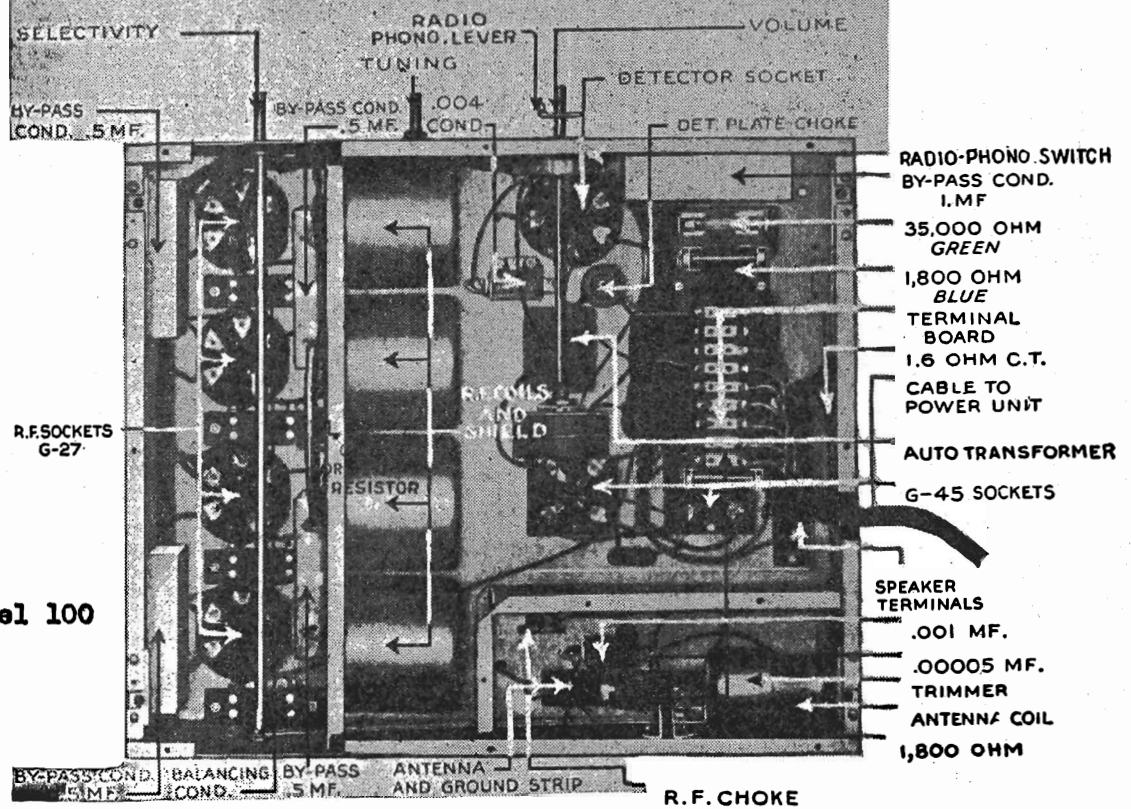 SELECTIVITY
RADIO
PHONO. LEVER
TUNING
VOLUME
DETECTOR SOCKET
BY-PASS
COND. .5 MF.
BY-PASS COND.
.5 MF.
.004
COND
DET. PLATE CHOKE
RADIO-PHONO. SWITCH
BY-PASS COND.
1.MF
35,000 OHM
GREEN
1,800 OHM
BLUE
TERMINAL
BOARD
1.6 OHM C.T.
CABLE TO
POWER UNIT
R.F. COILS
AND
SHIELD
R.F. SOCKETS
G-27
RESISTOR
AUTO TRANSFORMER
G-45 SOCKETS
SPEAKER
TERMINALS
.001 MF.
.00005 MF.
TRIMMER
ANTENNA COIL
1,800 OHM
el 100
BY-PASS COND.
.5 MF.
BALANCING
COND.
BY-PASS
.5 MF.
ANTENNA
AND GROUND STRIP
R.F. CHOKE